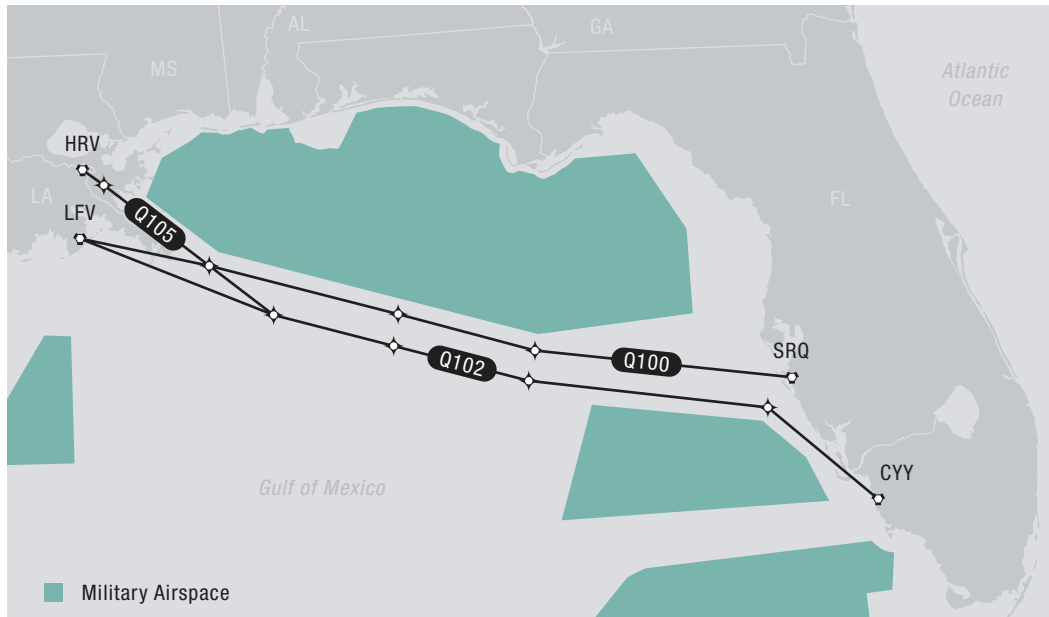 AL
GA
MS
Atlantic
Ocean
HRV
LA
FL
LFV
Q105
SRQ
Q100
Q102
CYY
Gulf of Mexico
Military Airspace